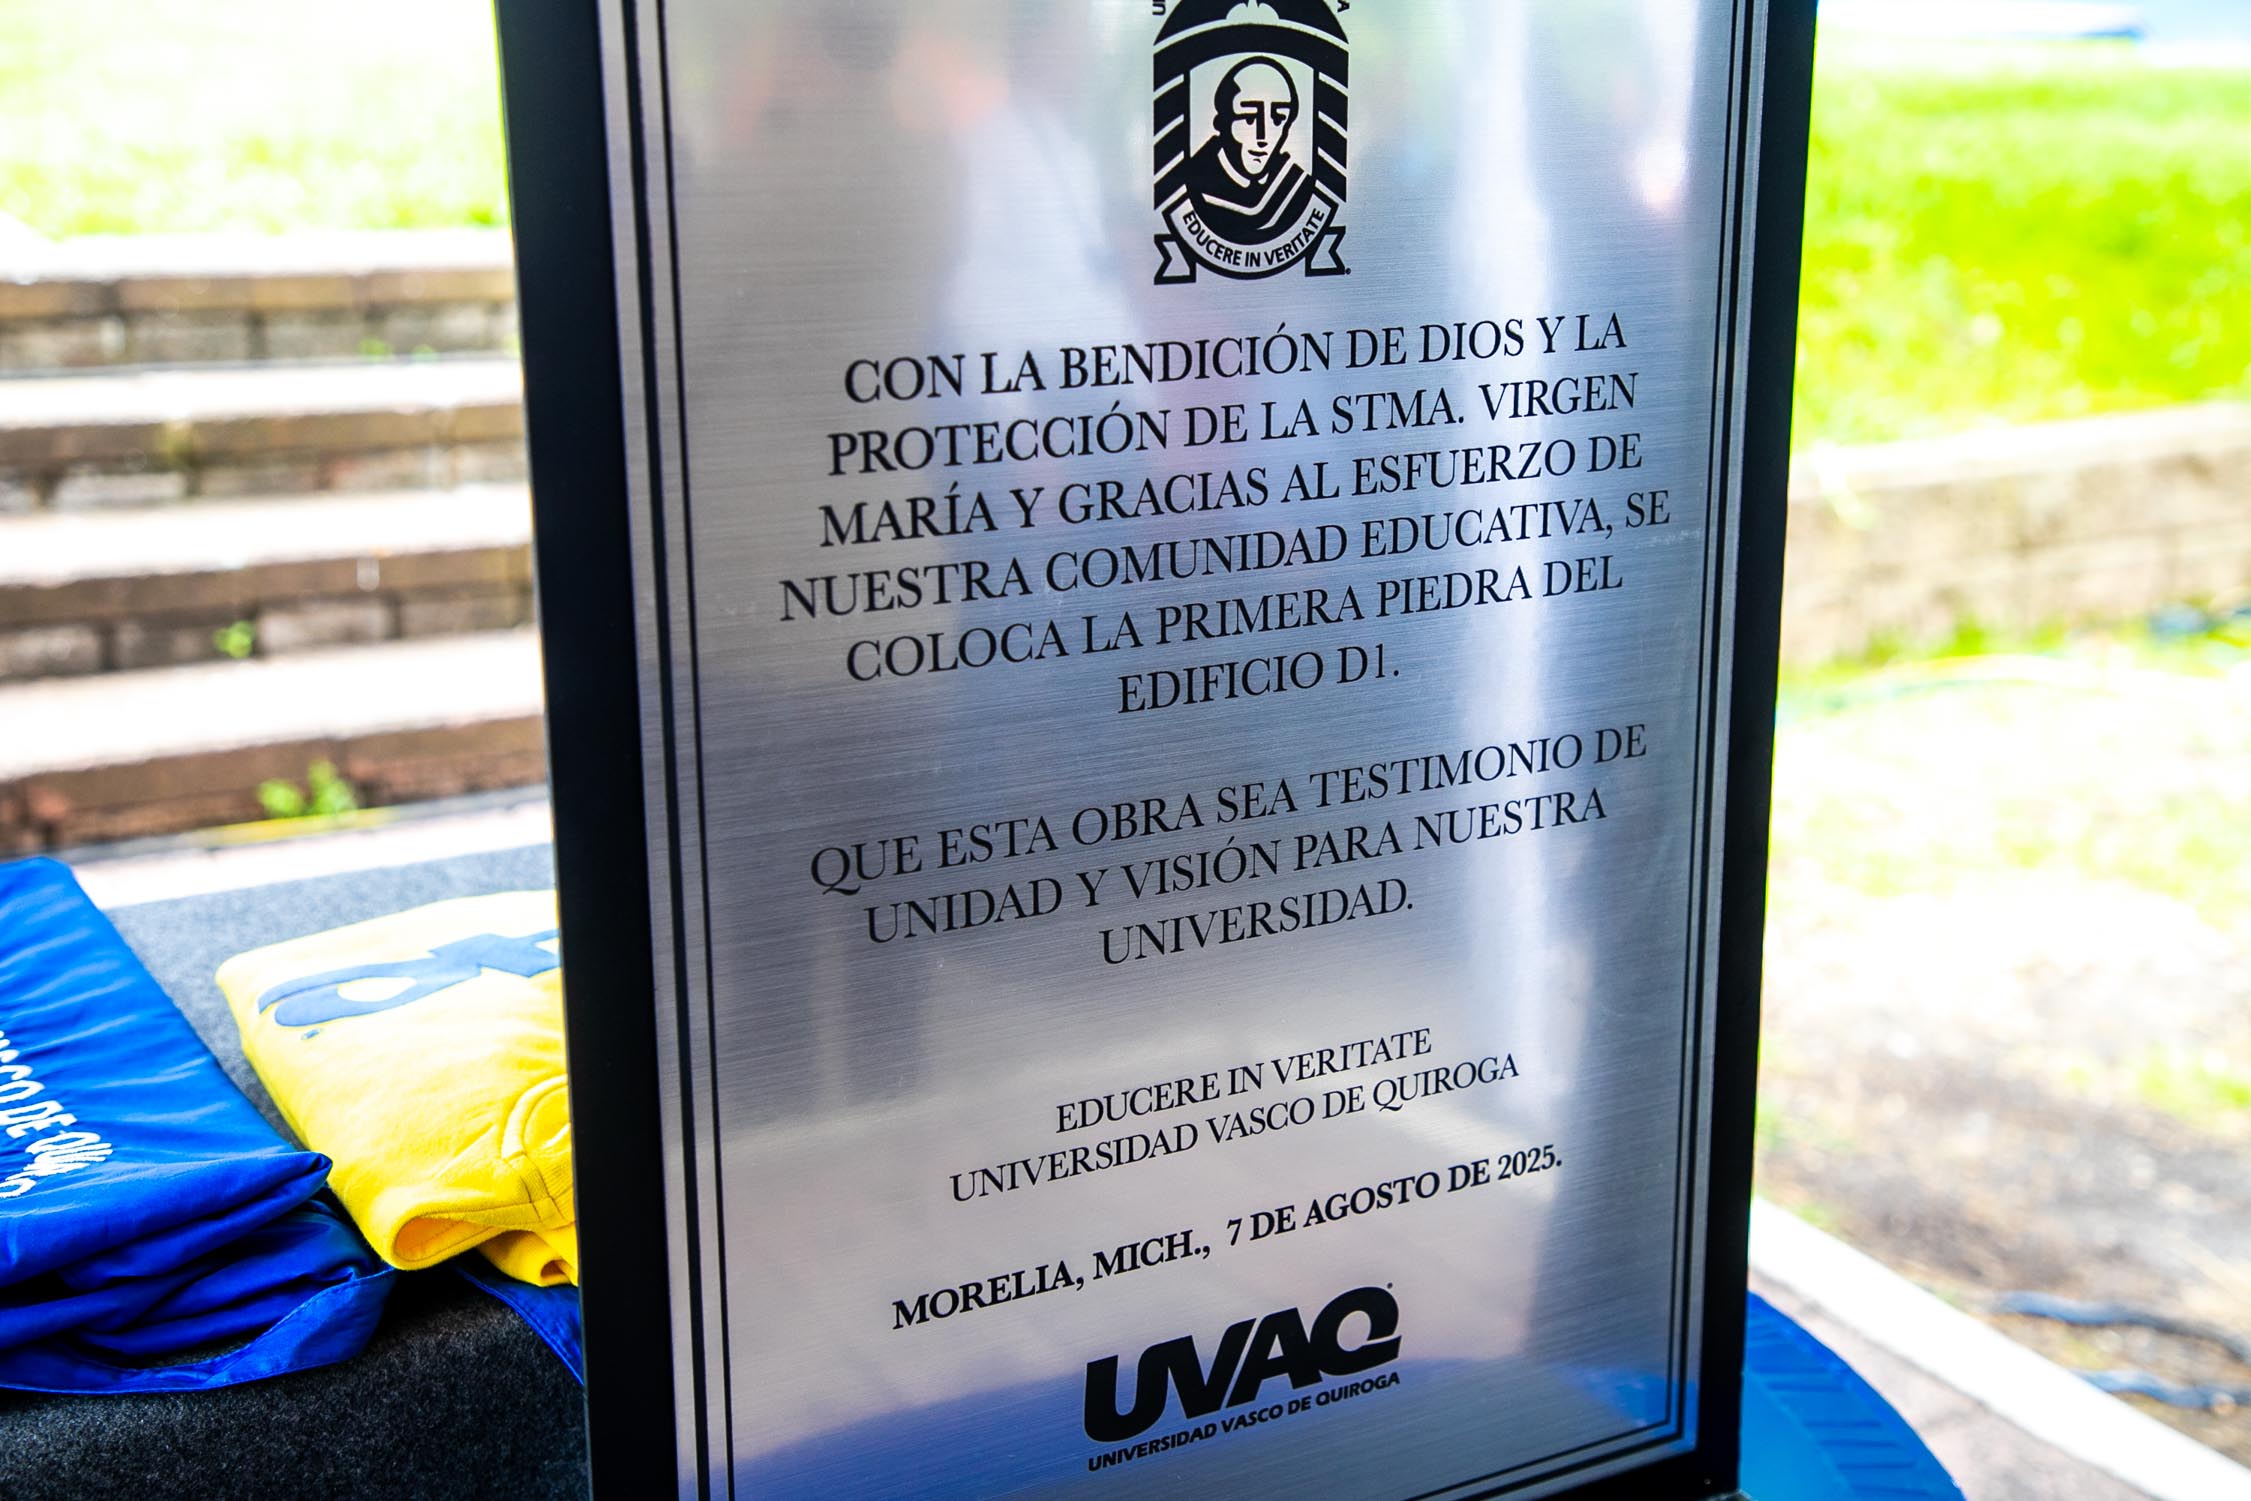 EDUCERE IN VERITATE
CON LA BENDICIÓN DE DIOS Y LA
PROTECCIÓN DE LA STMA. VIRGEN
MARÍA Y GRACIAS AL ESFUERZO DE
NUESTRA COMUNIDAD EDUCATIVA, SE
COLOCA LA PRIMERA PIEDRA DEL
EDIFICIO D1.
QUE ESTA OBRA SEA TESTIMONIO DE
UNIDAD Y VISIÓN PARA NUESTRA
UNIVERSIDAD.
EDUCERE IN VERITATE
UNIVERSIDAD VASCO DE QUIROGA
MORELIA, MICH., 7 DE AGOSTO DE 2025.
UVAQ
UNIVERSIDAD VASCO DE QUIROGA